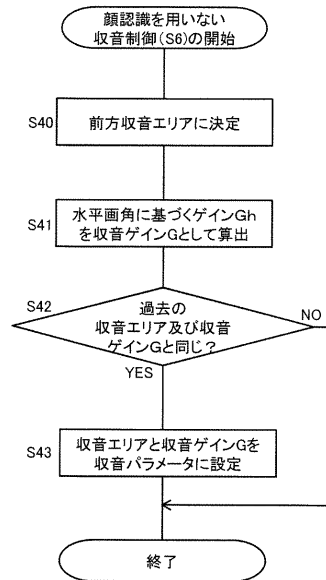 顔認識を用いない
収音制御(S6)の開始
S40
前方収音エリアに決定
S41
水平画角に基づくゲインGh
を収音ゲインGとして算出
S42
過去の
収音エリア及び収音
ゲインGと同じ？
NO
YES
S43
収音エリアと収音ゲインGを
収音パラメータに設定
終了